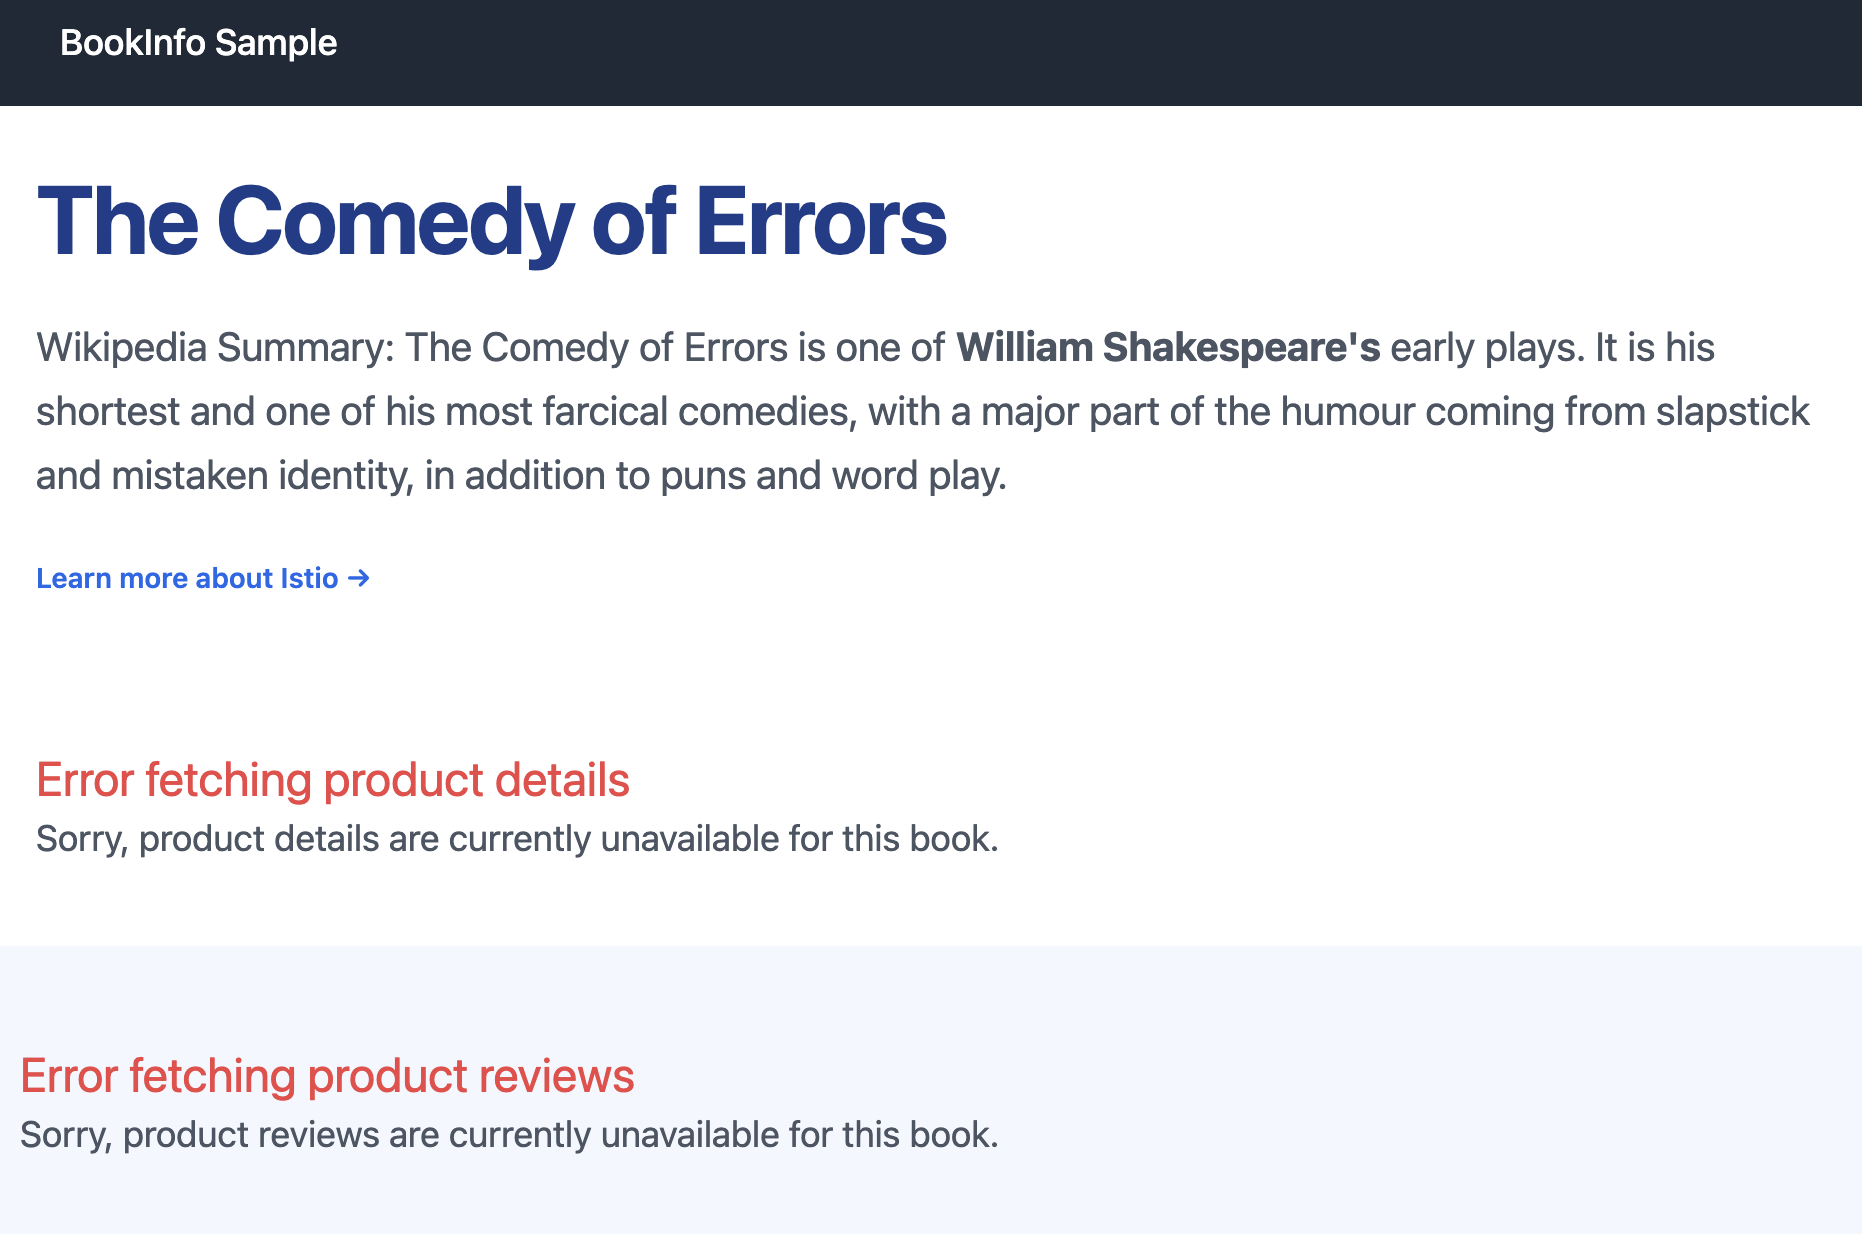 BookInfo Sample
The Comedy of Errors
Wikipedia Summary: The Comedy of Errors is one of William Shakespeare's early plays. It is his
shortest and one of his most farcical comedies, with a major part of the humour coming from slapstick
and mistaken identity, in addition to puns and word play.
Learn more about Istio →
Error fetching product details
Sorry, product details are currently unavailable for this book.
Error fetching product reviews
Sorry, product reviews are currently unavailable for this book.